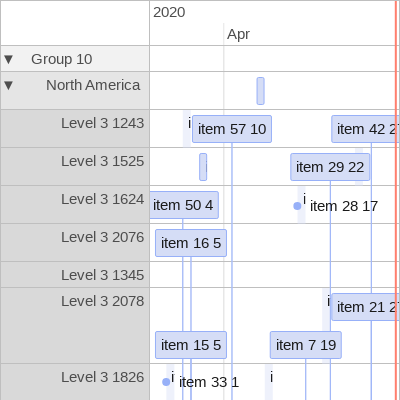 2020
Apr
▼ Group 10
▼ North America
Level 3 1243 i item 57 10 item 42 2
Level 3 1525 item 29 22
Level 3 1624 item 50 4 i item 28 17
Level 3 2076 item 16 5
Level 3 1345
Level 3 2078 i item 21 2
item 15 5 item 7 19
Level 3 1826 i item 33 1 i